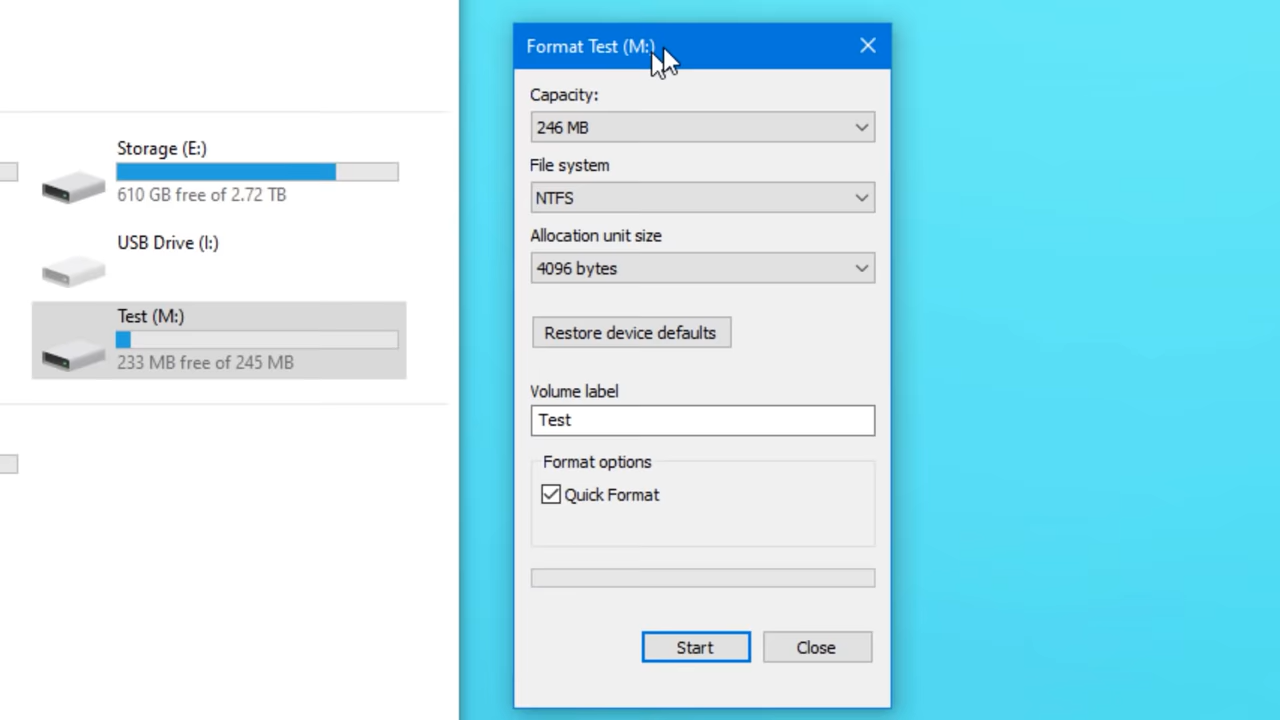 Storage (E:)
610 GB free of 2.72 TB
USB Drive (I:)
Test (M:)
233 MB free of 245 MB
Format Test (M:)
Capacity:
246 MB
File system
NTFS
Allocation unit size
4096 bytes
Restore device defaults
Volume label
Test
Format options
Quick Format
Start
Close